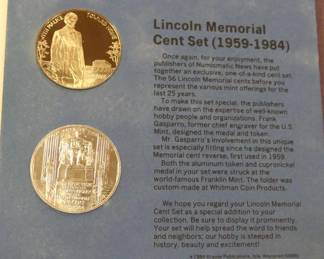 Lincoln Memorial
Cent Set (1959-1984)
Once again, for your enjoyment, the
publishers of Numismatic News have put
together an exclusive, one-of-a-kind cent set.
The 56 Lincoln Memorial cents before you
represent the various mint offerings for the
last 25 years.
To make this set special, the publishers
have drawn on the expertise of well-known
hobby people and organizations. Frank
Gasparro, former chief engraver for the U.S.
Mint, designed the medal and token.
Mr. Gasparro's involvement in this unique
set is especially fitting since he designed the
Memorial cent reverse, first used in 1959.
Both the aluminum token and cupronickel
medal in your set were struck at the
world-famous Franklin Mint. The folder was
custom-made at Whitman Coin Products.
We hope you regard your Lincoln Memorial
Cent Set as a special addition to your
collection. Be sure to display it prominently.
Your set will help spread the word to friends
and neighbors; our hobby is steeped in
history, beauty and excitement!